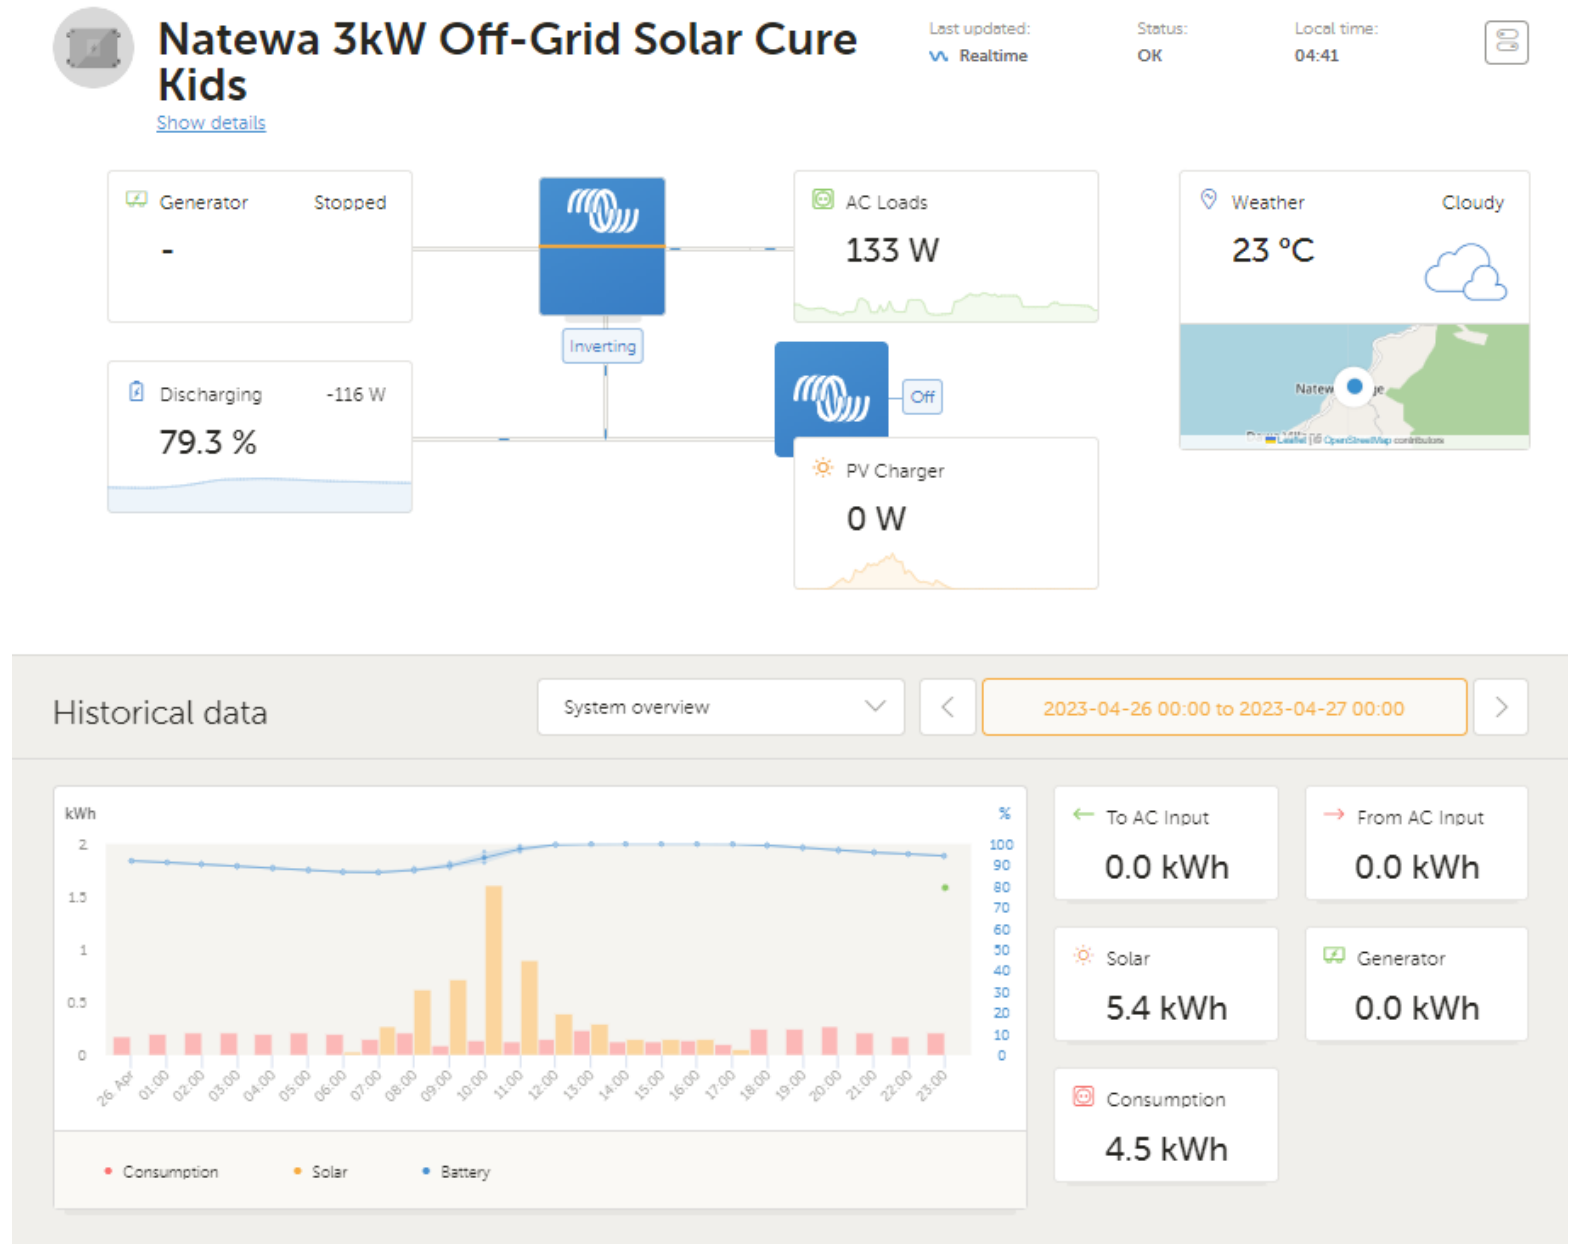 Natewa 3kW Off-Grid Solar Cure
Kids
Show details
Last updated:
Realtime
Status:
OK
Local time:
04:41
Generator
Stopped
-
Inverting
AC Loads
133 W
Weather
Cloudy
23 °C
Discharging
-116 W
79.3 %
Off
PV Charger
0 W
Leaflet | © OpenStreetMap contributors
Historical data
System overview
2023-04-26 00:00 to 2023-04-27 00:00
kWh
%
2
1.5
1
0.5
0
100
90
80
70
60
50
40
30
20
10
0
26. Apr
01:00
02:00
03:00
04:00
05:00
06:00
07:00
08:00
09:00
10:00
11:00
12:00
13:00
14:00
15:00
16:00
17:00
18:00
19:00
20:00
21:00
22:00
23:00
Consumption
Solar
Battery
To AC Input
0.0 kWh
From AC Input
0.0 kWh
Solar
5.4 kWh
Generator
0.0 kWh
Consumption
4.5 kWh